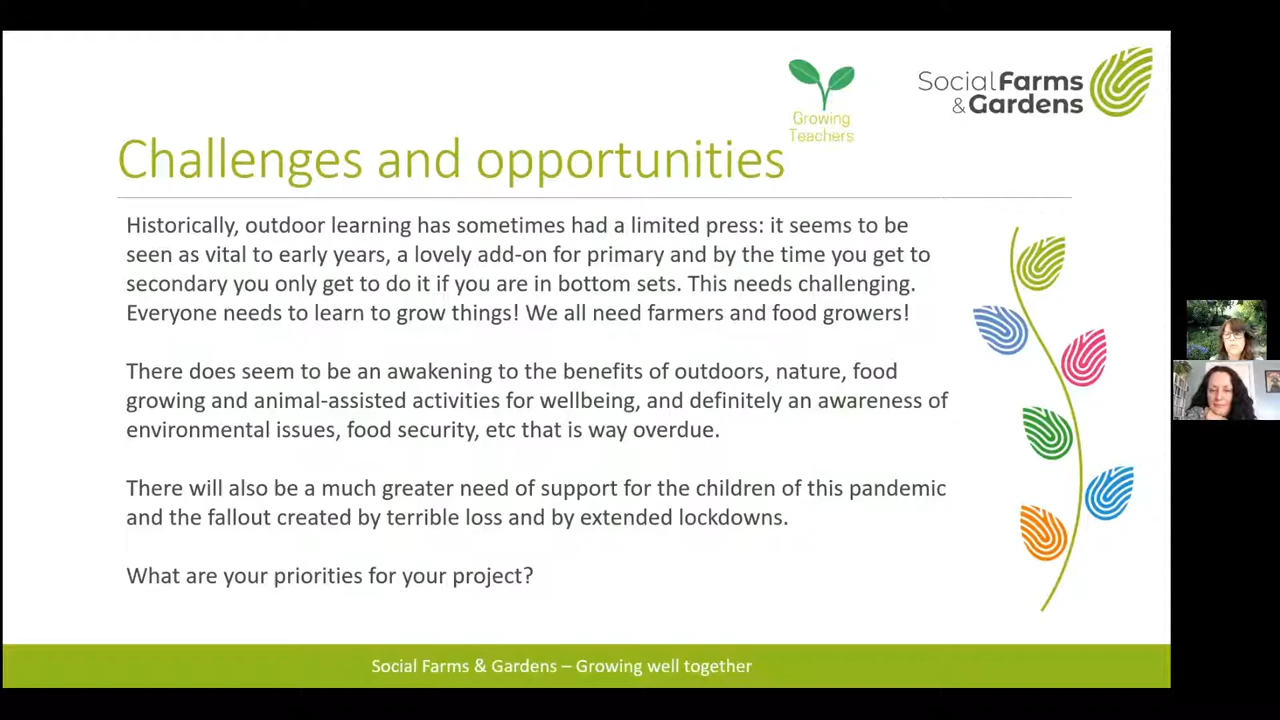 Growing
Teachers
Social Farms
& Gardens
Challenges and opportunities
Historically, outdoor learning has sometimes had a limited press: it seems to be
seen as vital to early years, a lovely add-on for primary and by the time you get to
secondary you only get to do it if you are in bottom sets. This needs challenging.
Everyone needs to learn to grow things! We all need farmers and food growers!
There does seem to be an awakening to the benefits of outdoors, nature, food
growing and animal-assisted activities for wellbeing, and definitely an awareness of
environmental issues, food security, etc that is way overdue.
There will also be a much greater need of support for the children of this pandemic
and the fallout created by terrible loss and by extended lockdowns.
What are your priorities for your project?
Social Farms & Gardens – Growing well together